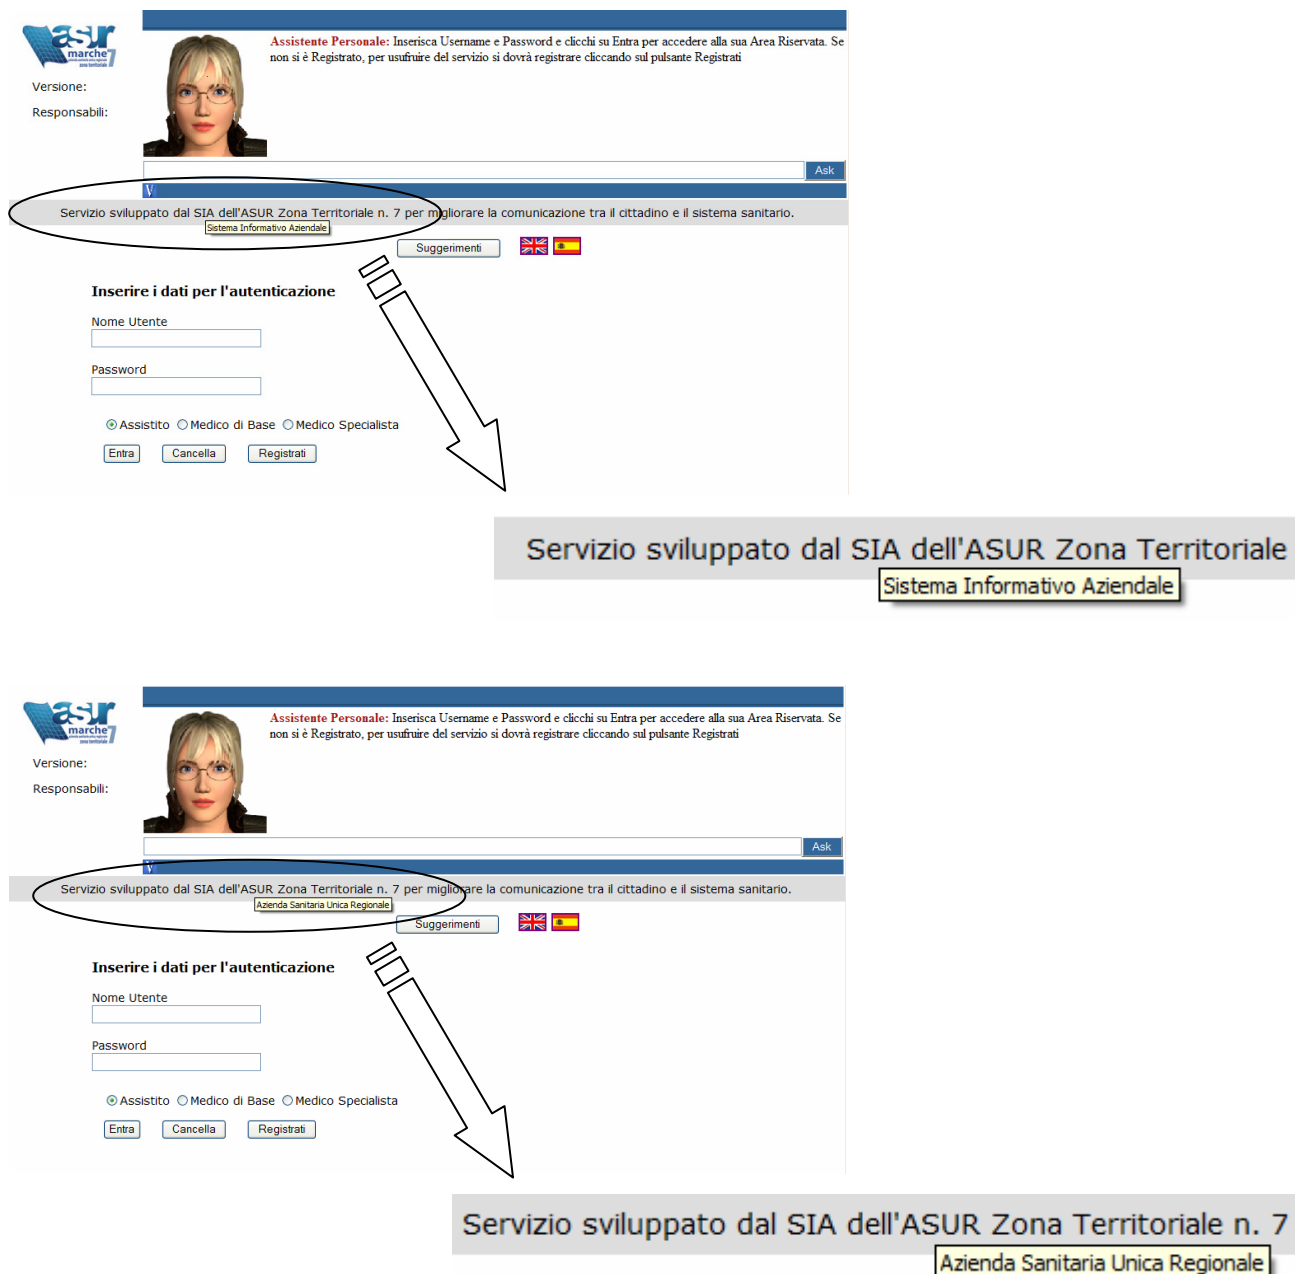 asur
marche 7
zona territoriale
Assistente Personale: Inserisca Username e Password e clicchi su Entra per accedere alla sua Area Riservata. Se
non si è Registrato, per usufruire del servizio si dovrà registrare cliccando sul pulsante Registrati
Versione:
Responsabili:
Ask
V
Servizio sviluppato dal SIA dell'ASUR Zona Territoriale n. 7 per migliorare la comunicazione tra il cittadino e il sistema sanitario.
Sistema Informativo Aziendale
Suggerimenti
Inserire i dati per l'autenticazione
Nome Utente
Password
Assistito Medico di Base Medico Specialista
Entra Cancella Registrati
Servizio sviluppato dal SIA dell'ASUR Zona Territoriale
Sistema Informativo Aziendale
asur
marche 7
zona territoriale
Assistente Personale: Inserisca Username e Password e clicchi su Entra per accedere alla sua Area Riservata. Se
non si è Registrato, per usufruire del servizio si dovrà registrare cliccando sul pulsante Registrati
Versione:
Responsabili:
Ask
V
Servizio sviluppato dal SIA dell'ASUR Zona Territoriale n. 7 per migliorare la comunicazione tra il cittadino e il sistema sanitario.
Azienda Sanitaria Unica Regionale
Suggerimenti
Inserire i dati per l'autenticazione
Nome Utente
Password
Assistito Medico di Base Medico Specialista
Entra Cancella Registrati
Servizio sviluppato dal SIA dell'ASUR Zona Territoriale n. 7
Azienda Sanitaria Unica Regionale